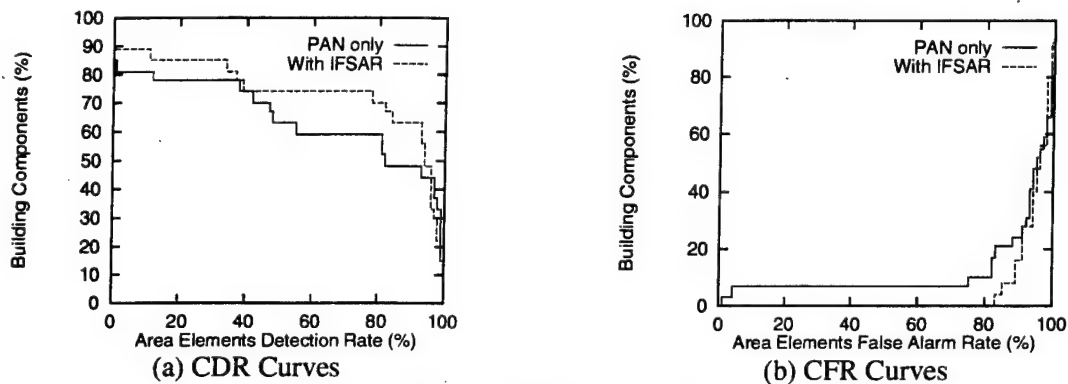 Building Components (%)
100
90
80
70
60
50
40
30
20
10
0
PAN only
With IFSAR
0 20 40 60 80 100
Area Elements Detection Rate (%)
(a) CDR Curves
Building Components (%)
100
80
60
40
20
0
PAN only
With IFSAR
0 20 40 60 80 100
Area Elements False Alarm Rate (%)
(b) CFR Curves